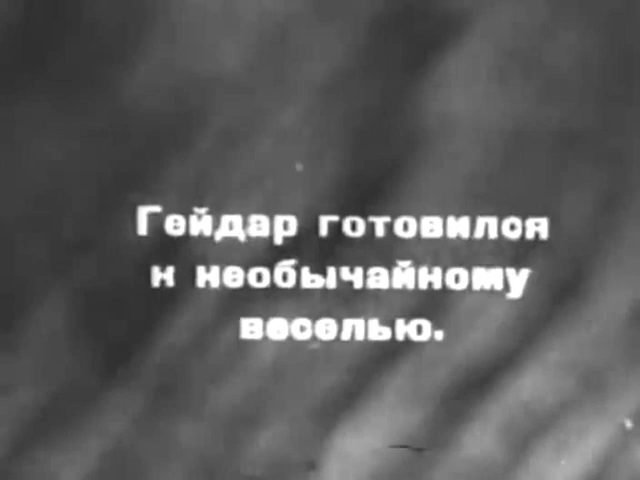 Гейдар готовился
к необычайному
веселью.